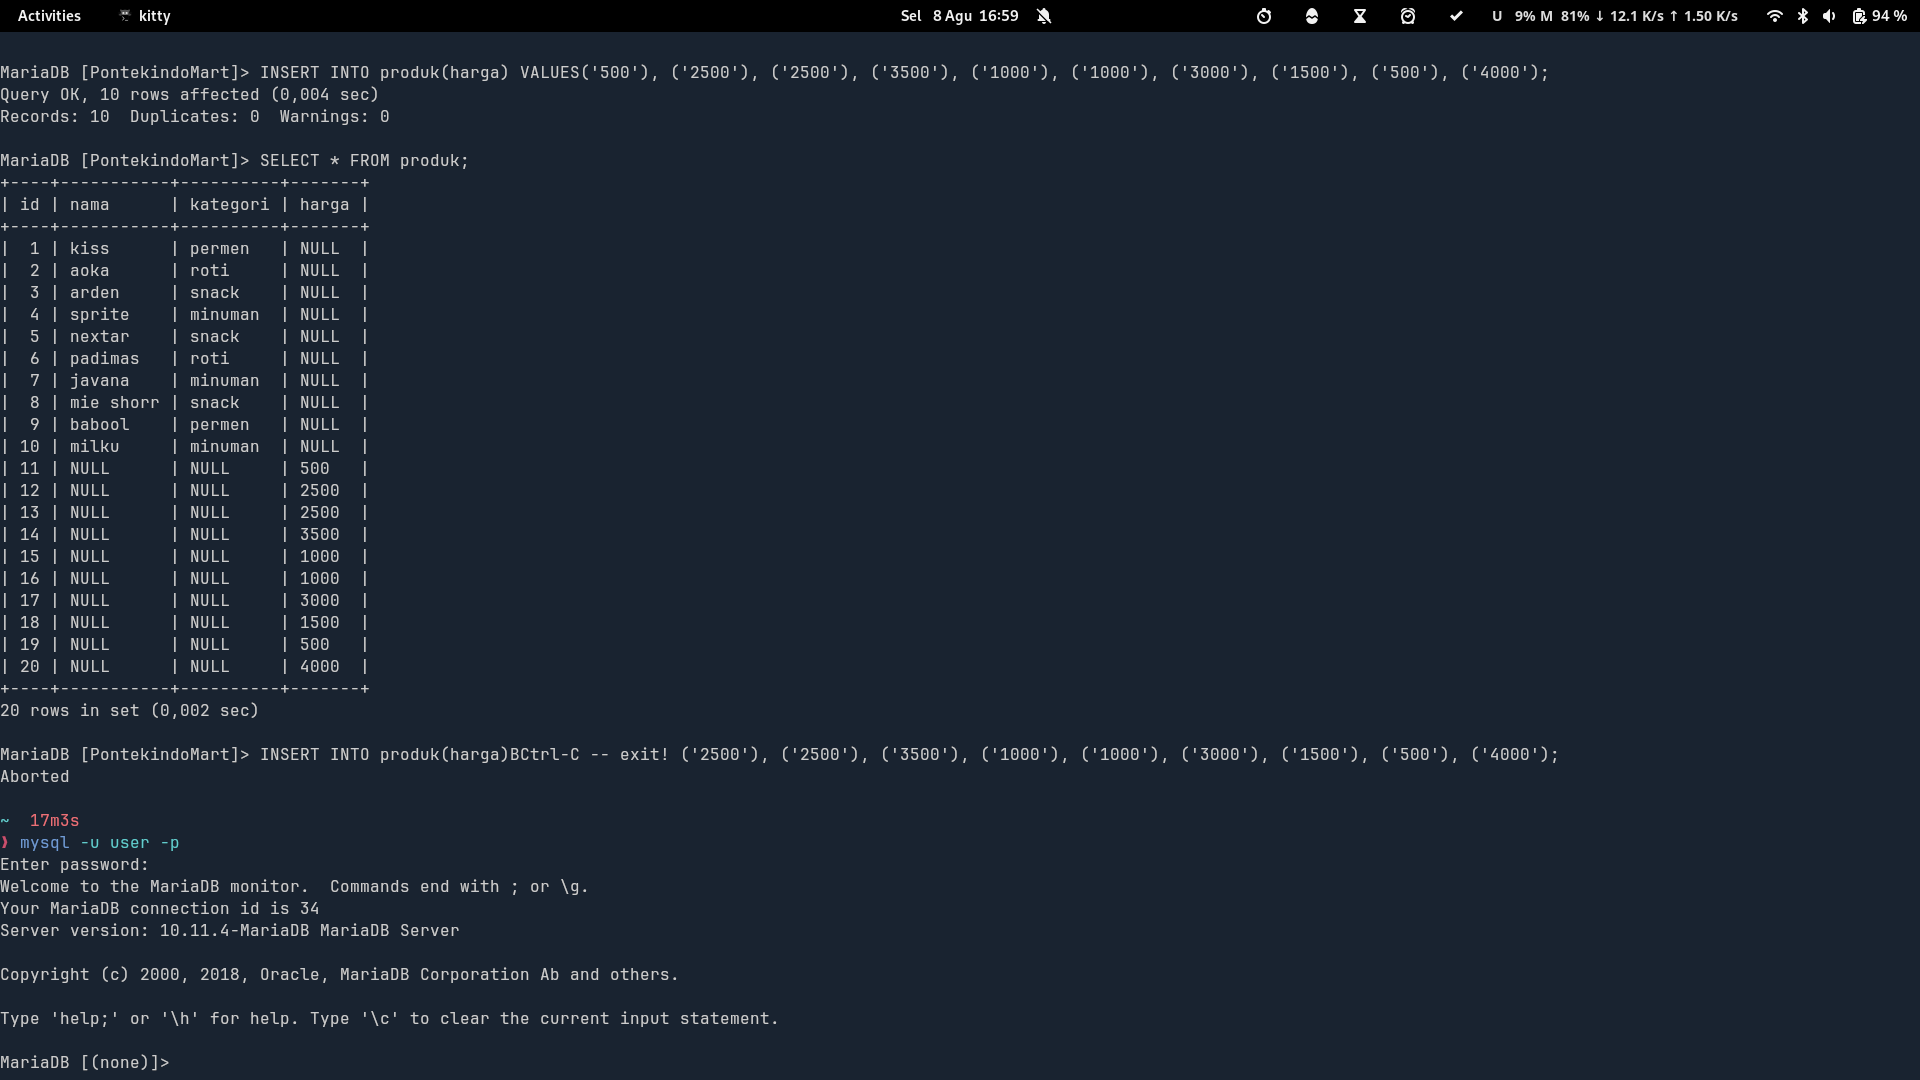 Activities kitty Sel 8 Agu 16:59 U 9% M 81% ↓ 12.1 K/s ↑ 1.50 K/s 94 %
MariaDB [PontekindoMart]> INSERT INTO produk(harga) VALUES('500'), ('2500'), ('2500'), ('3500'), ('1000'), ('1000'), ('3000'), ('1500'), ('500'), ('4000');
Query OK, 10 rows affected (0,004 sec)
Records: 10  Duplicates: 0  Warnings: 0
MariaDB [PontekindoMart]> SELECT * FROM produk;
+----+-----------+----------+-------+
| id | nama      | kategori | harga |
+----+-----------+----------+-------+
|  1 | kiss      | permen   | NULL  |
|  2 | aoka      | roti     | NULL  |
|  3 | arden     | snack    | NULL  |
|  4 | sprite    | minuman  | NULL  |
|  5 | nextar    | snack    | NULL  |
|  6 | padimas   | roti     | NULL  |
|  7 | javana    | minuman  | NULL  |
|  8 | mie shorr | snack    | NULL  |
|  9 | babool    | permen   | NULL  |
| 10 | milku     | minuman  | NULL  |
| 11 | NULL      | NULL     | 500   |
| 12 | NULL      | NULL     | 2500  |
| 13 | NULL      | NULL     | 2500  |
| 14 | NULL      | NULL     | 3500  |
| 15 | NULL      | NULL     | 1000  |
| 16 | NULL      | NULL     | 1000  |
| 17 | NULL      | NULL     | 3000  |
| 18 | NULL      | NULL     | 1500  |
| 19 | NULL      | NULL     | 500   |
| 20 | NULL      | NULL     | 4000  |
+----+-----------+----------+-------+
20 rows in set (0,002 sec)
MariaDB [PontekindoMart]> INSERT INTO produk(harga)BCtrl-C -- exit! ('2500'), ('2500'), ('3500'), ('1000'), ('1000'), ('3000'), ('1500'), ('500'), ('4000');
Aborted
~  17m3s
❱ mysql -u user -p
Enter password:
Welcome to the MariaDB monitor.  Commands end with ; or \g.
Your MariaDB connection id is 34
Server version: 10.11.4-MariaDB MariaDB Server
Copyright (c) 2000, 2018, Oracle, MariaDB Corporation Ab and others.
Type 'help;' or '\h' for help. Type '\c' to clear the current input statement.
MariaDB [(none)]>